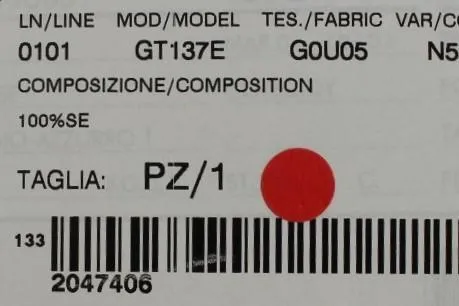 LN/LINE MOD/MODEL TES./FABRIC VAR/CO
0101 GT137E G0U05 N5
COMPOSIZIONE/COMPOSITION
100%SE
TAGLIA: PZ/1
133
2047406